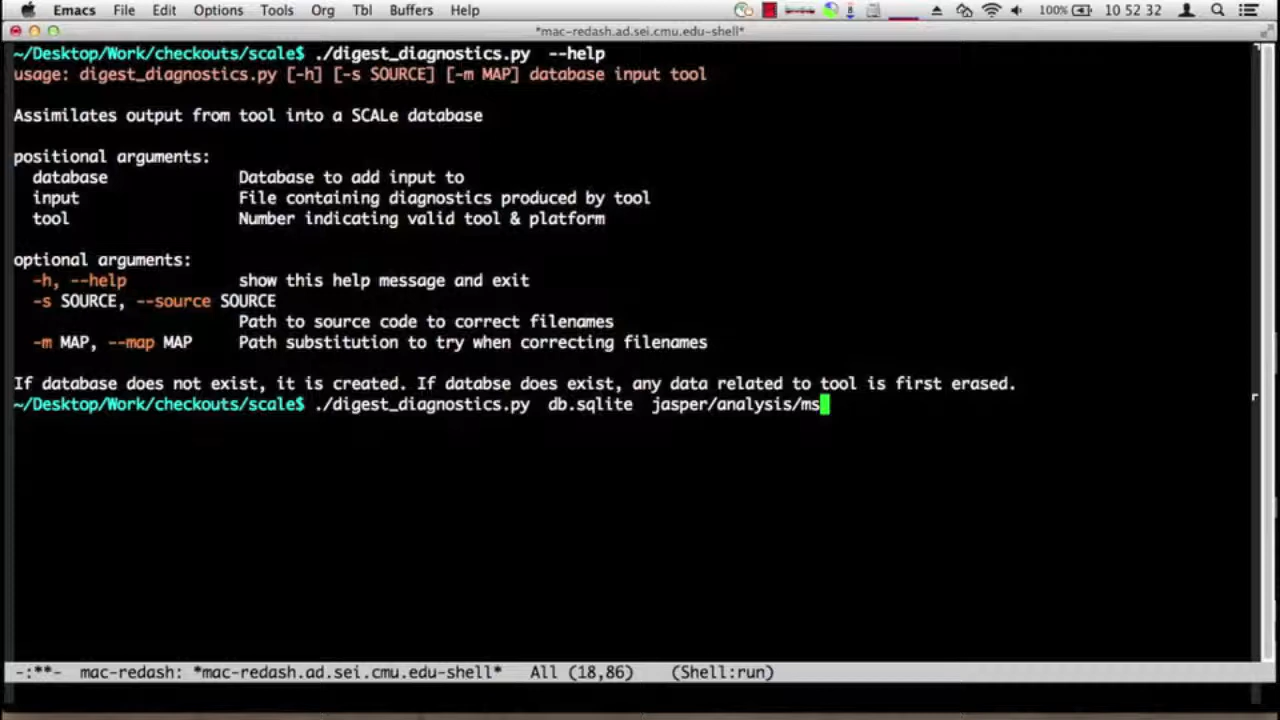 Emacs File Edit Options Tools Org Tbl Buffers Help 8 100% 10 52 32
*mac-redash.ad.sei.cmu.edu-shell*
~/Desktop/Work/checkouts/scale$ ./digest_diagnostics.py --help
usage: digest_diagnostics.py [-h] [-s SOURCE] [-m MAP] database input tool
Assimilates output from tool into a SCALe database
positional arguments:
database Database to add input to
input File containing diagnostics produced by tool
tool Number indicating valid tool & platform
optional arguments:
-h, --help show this help message and exit
-s SOURCE, --source SOURCE
Path to source code to correct filenames
-m MAP, --map MAP Path substitution to try when correcting filenames
If database does not exist, it is created. If databse does exist, any data related to tool is first erased.
~/Desktop/Work/checkouts/scale$ ./digest_diagnostics.py db.sqlite jasper/analysis/ms
-:**- mac-redash: *mac-redash.ad.sei.cmu.edu-shell* All (18,86) (Shell:run)